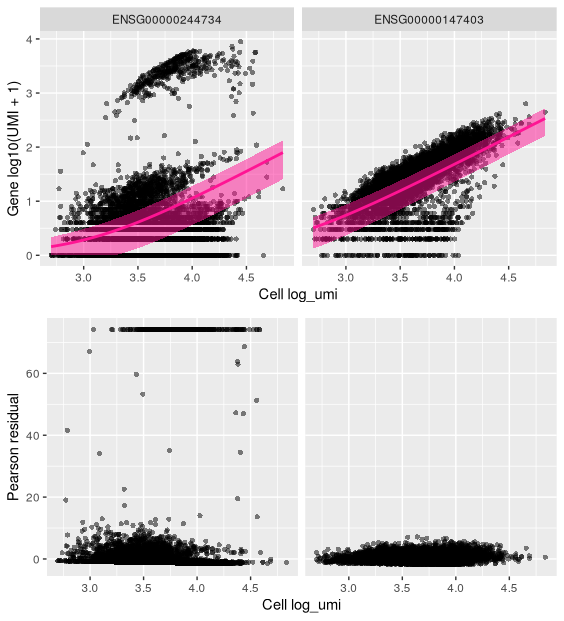 ENSG00000244734 ENSG00000147403
Gene log10(UMI + 1)
4
3
2
1
0
3.0 3.5 4.0 4.5 3.0 3.5 4.0 4.5
Cell log_umi
Pearson residual
60
40
20
0
3.0 3.5 4.0 4.5 3.0 3.5 4.0 4.5
Cell log_umi